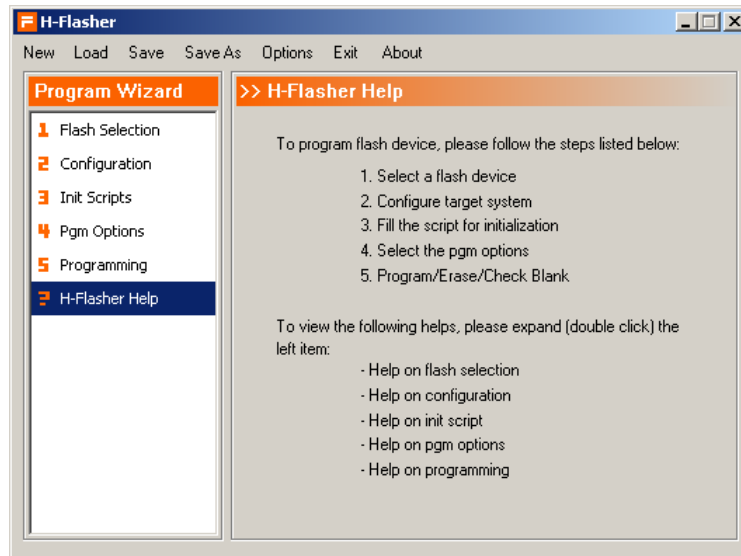 H-Flasher
New Load Save Save As Options Exit About
Program Wizard
1 Flash Selection
2 Configuration
3 Init Scripts
4 Pgm Options
5 Programming
? H-Flasher Help
>> H-Flasher Help
To program flash device, please follow the steps listed below:
1. Select a flash device
2. Configure target system
3. Fill the script for initialization
4. Select the pgm options
5. Program/Erase/Check Blank
To view the following helps, please expand (double click) the
left item:
- Help on flash selection
- Help on configuration
- Help on init script
- Help on pgm options
- Help on programming